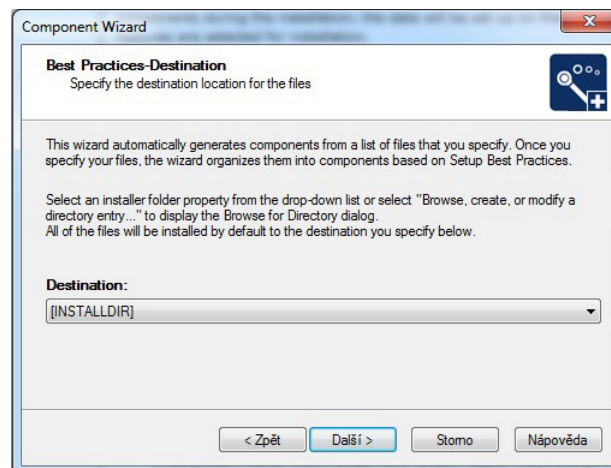 Component Wizard
Best Practices-Destination
Specify the destination location for the files
This wizard automatically generates components from a list of files that you specify. Once you
specify your files, the wizard organizes them into components based on Setup Best Practices.
Select an installer folder property from the drop-down list or select "Browse, create, or modify a
directory entry..." to display the Browse for Directory dialog.
All of the files will be installed by default to the destination you specify below.
Destination:
[INSTALLDIR]
< Zpět
Další >
Storno
Nápověda